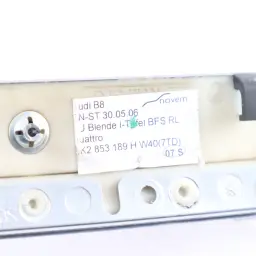 udi B8
novem
N-ST 30.05.06
J Blende I-Tafel BFS RL
uattro
K2 853 189 H W40(7TD)
07 S